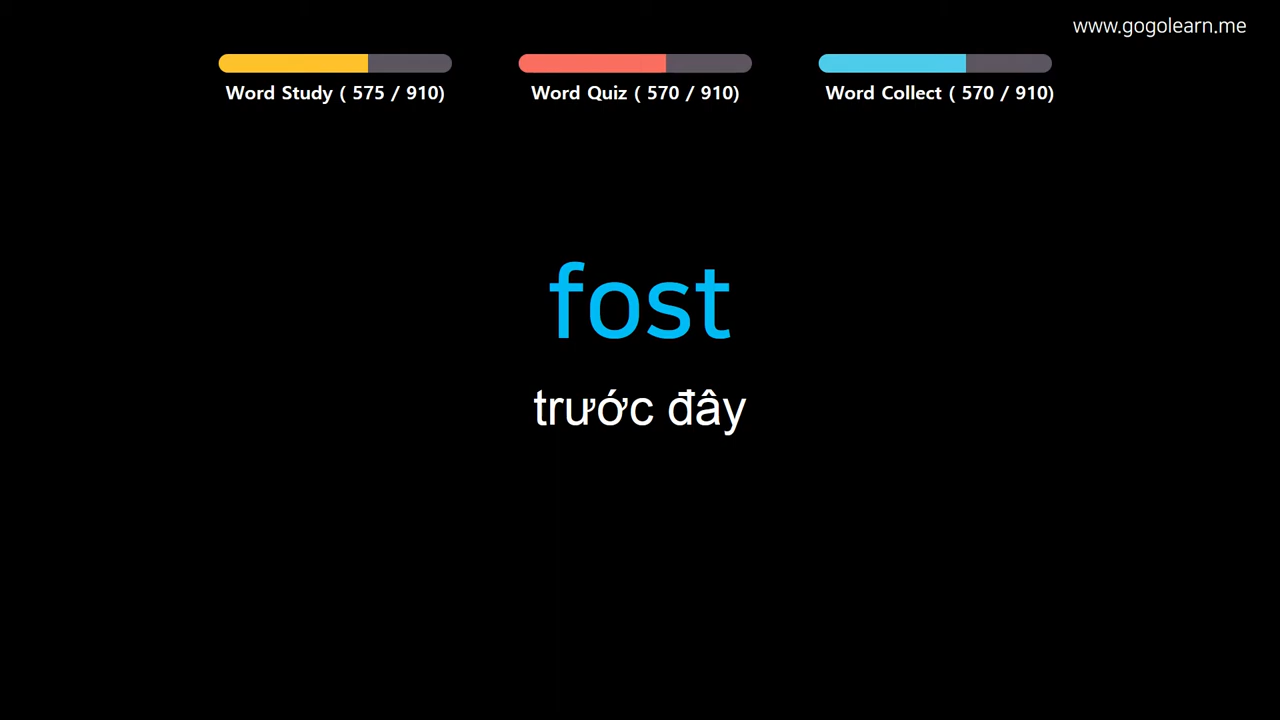 www.gogolearn.me
Word Study ( 575 / 910)
Word Quiz ( 570 / 910)
Word Collect ( 570 / 910)
fost
trước đây